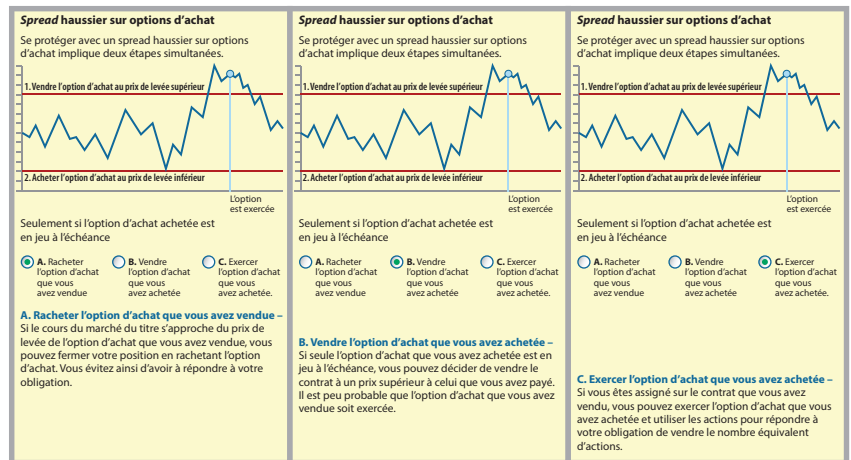 Spread haussier sur options d’achat
Se protéger avec un spread haussier sur options
d’achat implique deux étapes simultanées.
1. Vendre l’option d’achat au prix de levée supérieur
2. Acheter l’option d’achat au prix de levée inférieur
L’option
est exercée
Seulement si l’option d’achat achetée est
en jeu à l’échéance
A. Racheter
l’option d’achat
que vous
avez vendue
B. Vendre
l’option d’achat
que vous
avez achetée
C. Exercer
l’option d’achat
que vous
avez achetée.
A. Racheter l’option d’achat que vous avez vendue –
Si le cours du marché du titre s’approche du prix de
levée de l’option d’achat que vous avez vendue, vous
pouvez fermer votre position en rachetant l’option
d’achat. Vous évitez ainsi d’avoir à répondre à votre
obligation.
Spread haussier sur options d’achat
Se protéger avec un spread haussier sur options
d’achat implique deux étapes simultanées.
1. Vendre l’option d’achat au prix de levée supérieur
2. Acheter l’option d’achat au prix de levée inférieur
L’option
est exercée
Seulement si l’option d’achat achetée est
en jeu à l’échéance
A. Racheter
l’option d’achat
que vous
avez vendue
B. Vendre
l’option d’achat
que vous
avez achetée
C. Exercer
l’option d’achat
que vous
avez achetée.
B. Vendre l’option d’achat que vous avez achetée –
Si seule l’option d’achat que vous avez achetée est en
jeu à l’échéance, vous pouvez décider de vendre le
contrat à un prix supérieur à celui que vous avez payé.
Il est peu probable que l’option d’achat que vous avez
vendue soit exercée.
Spread haussier sur options d’achat
Se protéger avec un spread haussier sur options
d’achat implique deux étapes simultanées.
1. Vendre l’option d’achat au prix de levée supérieur
2. Acheter l’option d’achat au prix de levée inférieur
L’option
est exercée
Seulement si l’option d’achat achetée est
en jeu à l’échéance
A. Racheter
l’option d’achat
que vous
avez vendue
B. Vendre
l’option d’achat
que vous
avez achetée
C. Exercer
l’option d’achat
que vous
avez achetée.
C. Exercer l’option d’achat que vous avez achetée –
Si vous êtes assigné sur le contrat que vous avez
vendu, vous pouvez exercer l’option d’achat que vous
avez achetée et utiliser les actions pour répondre à
votre obligation de vendre le nombre équivalent
d’actions.